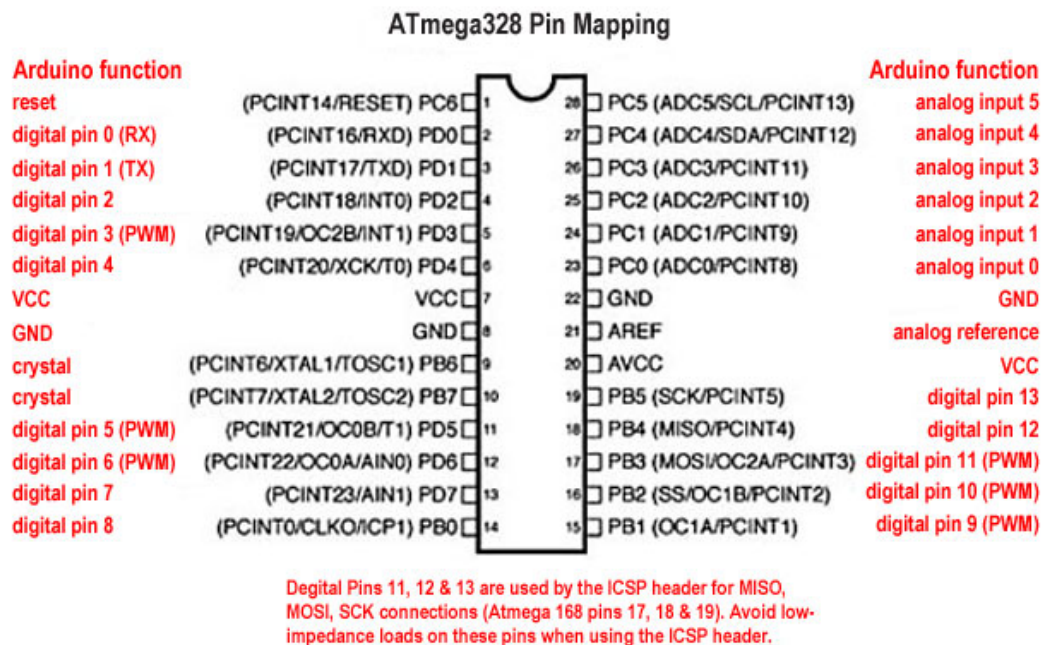 ATmega328 Pin Mapping
Arduino function Arduino function
reset (PCINT14/RESET) PC6 1 28 PC5 (ADC5/SCL/PCINT13) analog input 5
digital pin 0 (RX) (PCINT16/RXD) PD0 2 27 PC4 (ADC4/SDA/PCINT12) analog input 4
digital pin 1 (TX) (PCINT17/TXD) PD1 3 26 PC3 (ADC3/PCINT11) analog input 3
digital pin 2 (PCINT18/INT0) PD2 4 25 PC2 (ADC2/PCINT10) analog input 2
digital pin 3 (PWM) (PCINT19/OC2B/INT1) PD3 5 24 PC1 (ADC1/PCINT9) analog input 1
digital pin 4 (PCINT20/XCK/T0) PD4 6 23 PC0 (ADC0/PCINT8) analog input 0
VCC VCC 7 22 GND GND
GND GND 8 21 AREF analog reference
crystal (PCINT6/XTAL1/TOSC1) PB6 9 20 AVCC VCC
crystal (PCINT7/XTAL2/TOSC2) PB7 10 19 PB5 (SCK/PCINT5) digital pin 13
digital pin 5 (PWM) (PCINT21/OC0B/T1) PD5 11 18 PB4 (MISO/PCINT4) digital pin 12
digital pin 6 (PWM) (PCINT22/OC0A/AIN0) PD6 12 17 PB3 (MOSI/OC2A/PCINT3) digital pin 11 (PWM)
digital pin 7 (PCINT23/AIN1) PD7 13 16 PB2 (SS/OC1B/PCINT2) digital pin 10 (PWM)
digital pin 8 (PCINT0/CLKO/ICP1) PB0 14 15 PB1 (OC1A/PCINT1) digital pin 9 (PWM)
Degital Pins 11, 12 & 13 are used by the ICSP header for MISO,
MOSI, SCK connections (Atmega 168 pins 17, 18 & 19). Avoid low-
impedance loads on these pins when using the ICSP header.